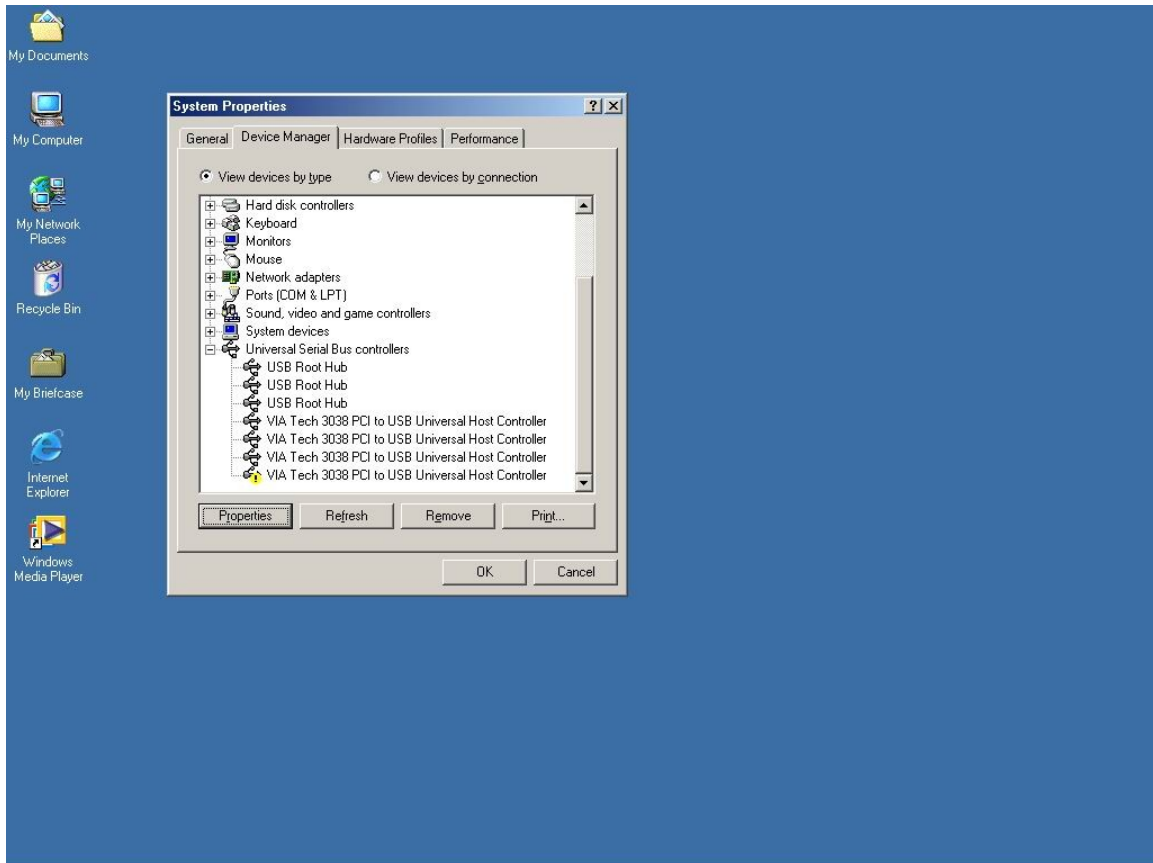 My Documents
My Computer
My Network
Places
Recycle Bin
My Briefcase
Internet
Explorer
Windows
Media Player
System Properties
General
Device Manager
Hardware Profiles
Performance
View devices by type
View devices by connection
Hard disk controllers
Keyboard
Monitors
Mouse
Network adapters
Ports (COM & LPT)
Sound, video and game controllers
System devices
Universal Serial Bus controllers
USB Root Hub
USB Root Hub
USB Root Hub
VIA Tech 3038 PCI to USB Universal Host Controller
VIA Tech 3038 PCI to USB Universal Host Controller
VIA Tech 3038 PCI to USB Universal Host Controller
VIA Tech 3038 PCI to USB Universal Host Controller
Properties
Refresh
Remove
Print...
OK
Cancel